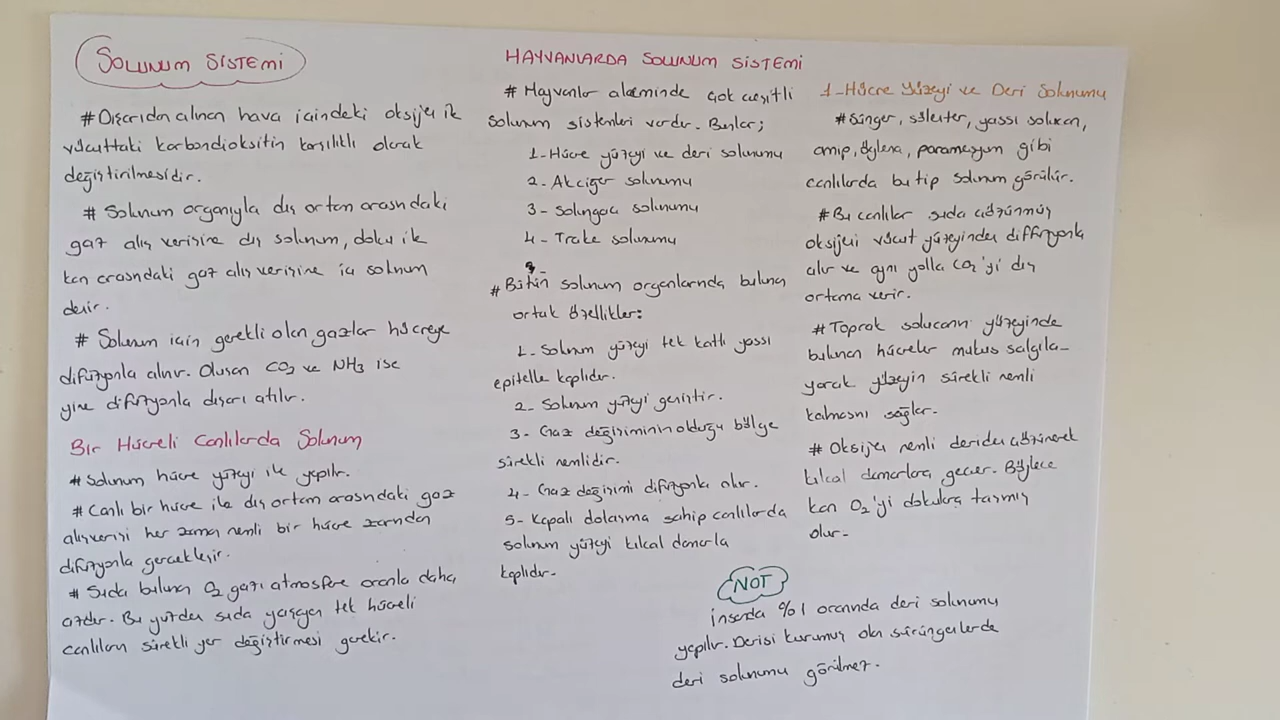 SOLUNUM SİSTEMİ
# Dışarıdan alınan hava içindeki oksijen ile
vücuttaki karbondioksitin karşılıklı olarak
değiştirilmesidir.
# Solunum organıyla dış ortam arasındaki
gaz alış verişine dış solunum, doku ile
kan arasındaki gaz alış verişine iç solunum
denir.
# Solunum için gerekli olan gazlar hücreye
difüzyonla alınır. Oluşan CO2 ve NH3 ise
yine difüzyonla dışarı atılır.
Bir Hücreli Canlılarda Solunum
# Solunum hücre yüzeyi ile yapılır.
# Canlı bir hücre ile dış ortam arasındaki gaz
alışverişi her zaman nemli bir hücre zarından
difüzyonla gerçekleşir.
# Suda bulunan O2 gazı atmosfere oranla daha
azdır. Bu yüzden suda yaşayan tek hücreli
canlıların sürekli yer değiştirmesi gerekir.
HAYVANLARDA SOLUNUM SİSTEMİ
# Hayvanlar aleminde çok çeşitli
solunum sistemleri vardır. Bunlar;
1- Hücre yüzeyi ve deri solunumu
2- Akciğer solunumu
3- Solungaç solunumu
4- Trake solunumu
# Bütün solunum organlarında bulunan
ortak özellikler:
1- Solunum yüzeyi tek katlı yassı
epitelle kaplıdır.
2- Solunum yüzeyi geniştir.
3- Gaz değişiminin olduğu bölge
sürekli nemlidir.
4- Gaz değişimi difüzyonla olur.
5- Kapalı dolaşıma sahip canlılarda
solunum yüzeyi kılcal damarla
kaplıdır.
1- Hücre Yüzeyi ve Deri Solunumu
# Sünger, sölenter, yassı solucan,
amip, öglena, paramesyum gibi
canlılarda bu tip solunum görülür.
# Bu canlılar suda çözünmüş
oksijeni vücut yüzeyinden diffüzyonla
alır ve aynı yolla CO2'yi dış
ortama verir.
# Toprak solucanı yüzeyinde
bulunan hücreler mukus salgıla-
yarak yüzeyin sürekli nemli
kalmasını sağlar.
# Oksijen nemli deriden çözünerek
kılcal damarlara geçer. Böylece
kan O2'yi dokulara taşımış
olur.
NOT
İnsanda %1 oranında deri solunumu
yapılır. Derisi kurumuş olan sürüngenlerde
deri solunumu görülmez.